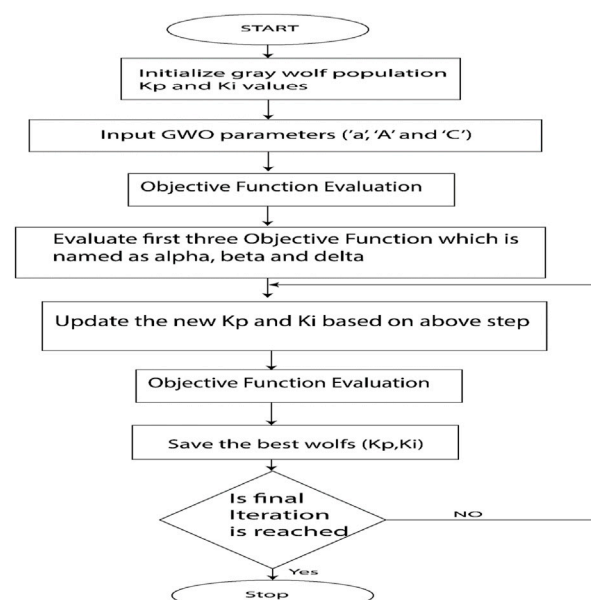 START
Initialize gray wolf population
Kp and Ki values
Input GWO parameters ('a', 'A' and 'C')
Objective Function Evaluation
Evaluate first three Objective Function which is
named as alpha, beta and delta
Update the new Kp and Ki based on above step
Objective Function Evaluation
Save the best wolfs (Kp,Ki)
Is final
Iteration
is reached
NO
Yes
Stop